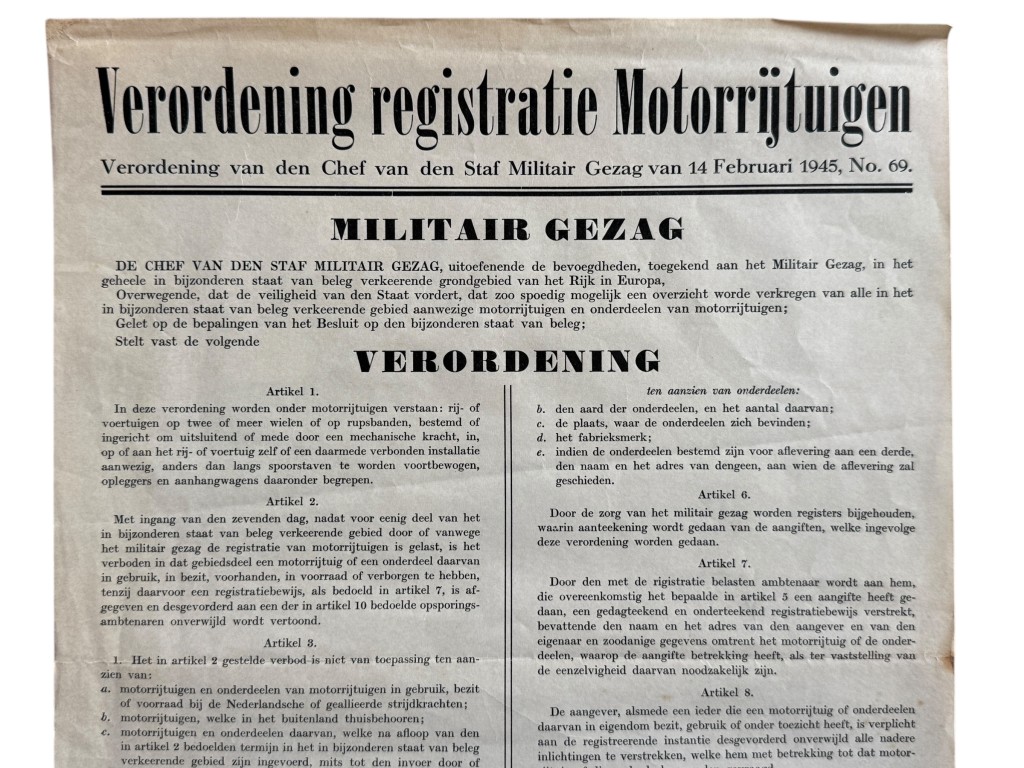 Verordening registratie Motorrijtuigen
Verordening van den Chef van den Staf Militair Gezag van 14 Februari 1945, No. 69.
MILITAIR GEZAG
DE CHEF VAN DEN STAF MILITAIR GEZAG, uitoefenende de bevoegdheden, toegekend aan het Militair Gezag, in het
geheele in bijzonderen staat van beleg verkeerende grondgebied van het Rijk in Europa,
Overwegende, dat de veiligheid van den Staat vordert, dat zoo spoedig mogelijk een overzicht worde verkregen van alle in het
in bijzonderen staat van beleg verkeerende gebied aanwezige motorrijtuigen en onderdeelen van motorrijtuigen;
Gelet op de bepalingen van het Besluit op den bijzonderen staat van beleg;
Stelt vast de volgende
VERORDENING
Artikel 1.
In deze verordening worden onder motorrijtuigen verstaan: rij- of
voertuigen op twee of meer wielen of op rupsbanden, bestemd of
ingericht om uitsluitend of mede door een mechanische kracht, in,
op of aan het rij- of voertuig zelf of een daarmede verbonden installatie
aanwezig, anders dan langs spoorstaven te worden voortbewogen,
opleggers en aanhangwagens daaronder begrepen.
Artikel 2.
Met ingang van den zevenden dag, nadat voor eenig deel van het
in bijzonderen staat van beleg verkeerende gebied door of vanwege
het militair gezag de registratie van motorrijtuigen is gelast, is het
verboden in dat gebiedsdeel een motorrijtuig of een onderdeel daarvan
in gebruik, in bezit, voorhanden, in voorraad of verborgen te hebben,
tenzij daarvoor een registratiebewijs, als bedoeld in artikel 7, is af-
gegeven en desgevorderd aan een der in artikel 10 bedoelde opsporings-
ambtenaren onverwijld wordt vertoond.
Artikel 3.
1. Het in artikel 2 gestelde verbod is niet van toepassing ten aan-
zien van:
a. motorrijtuigen en onderdeelen van motorrijtuigen in gebruik, bezit
of voorraad bij de Nederlandsche of geallieerde strijdkrachten;
b. motorrijtuigen, welke in het buitenland thuisbehooren;
c. motorrijtuigen en onderdeelen daarvan, welke na afloop van den
in artikel 2 bedoelden termijn in het in bijzonderen staat van beleg
verkeerende gebied zijn ingevoerd, mits tot den invoer door of
ten aanzien van onderdeelen:
b. den aard der onderdeelen, en het aantal daarvan;
c. de plaats, waar de onderdeelen zich bevinden;
d. het fabrieksmerk;
e. indien de onderdeelen bestemd zijn voor aflevering aan een derde,
den naam en het adres van dengeen, aan wien de aflevering zal
geschieden.
Artikel 6.
Door de zorg van het militair gezag worden registers bijgehouden,
waarin aanteekening wordt gedaan van de aangiften, welke ingevolge
deze verordening worden gedaan.
Artikel 7.
Door den met de rigistratie belasten ambtenaar wordt aan hem,
die overeenkomstig het bepaalde in artikel 5 een aangifte heeft ge-
daan, een gedagteekend en onderteekend registratiebewijs verstrekt,
bevattende den naam en het adres van den aangever en van den
eigenaar en zoodanige gegevens omtrent het motorrijtuig of de onder-
deelen, waarop de aangifte betrekking heeft, als ter vaststelling van
de eenzelvigheid daarvan noodzakelijk zijn.
Artikel 8.
De aangever, alsmede een ieder die een motorrijtuig of onderdeelen
daarvan in eigendom bezit, gebruik of onder toezicht heeft, is verplicht
aan de registreerende instantie desgevorderd onverwijld alle nadere
inlichtingen te verstrekken, welke hem met betrekking tot dat motor-